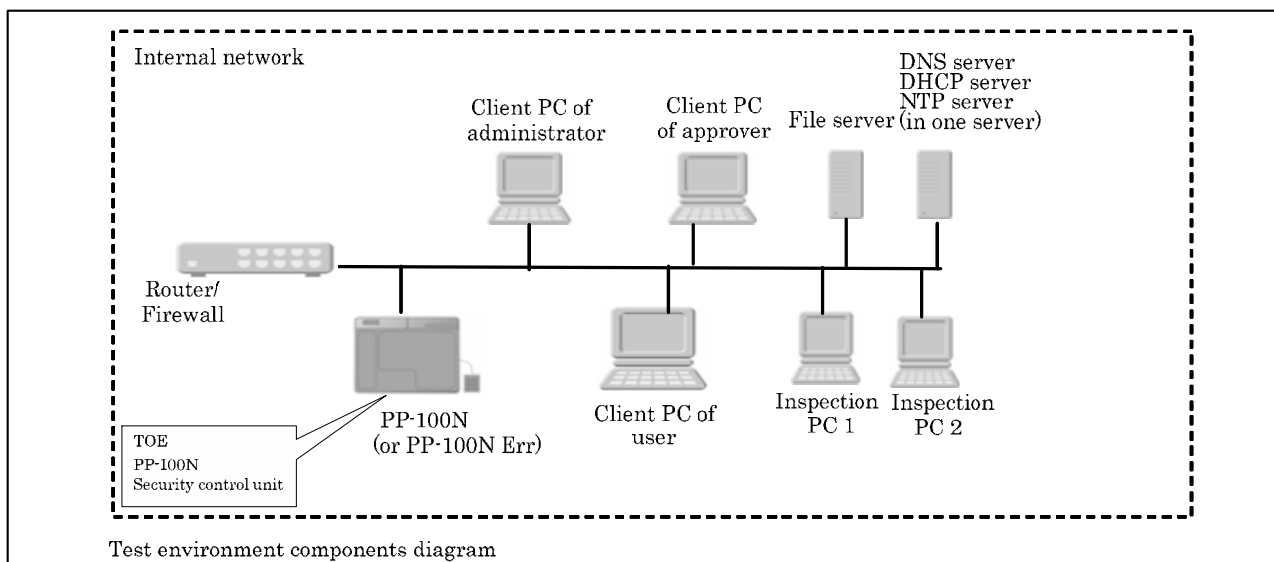 Internal network
Client PC of
administrator
Client PC
of approver
File server
DNS server
DHCP server
NTP server
(in one server)
Router/
Firewall
PP-100N
(or PP-100N Err)
Client PC of
user
Inspection
PC 1
Inspection
PC 2
TOE
PP-100N
Security control unit
Test environment components diagram